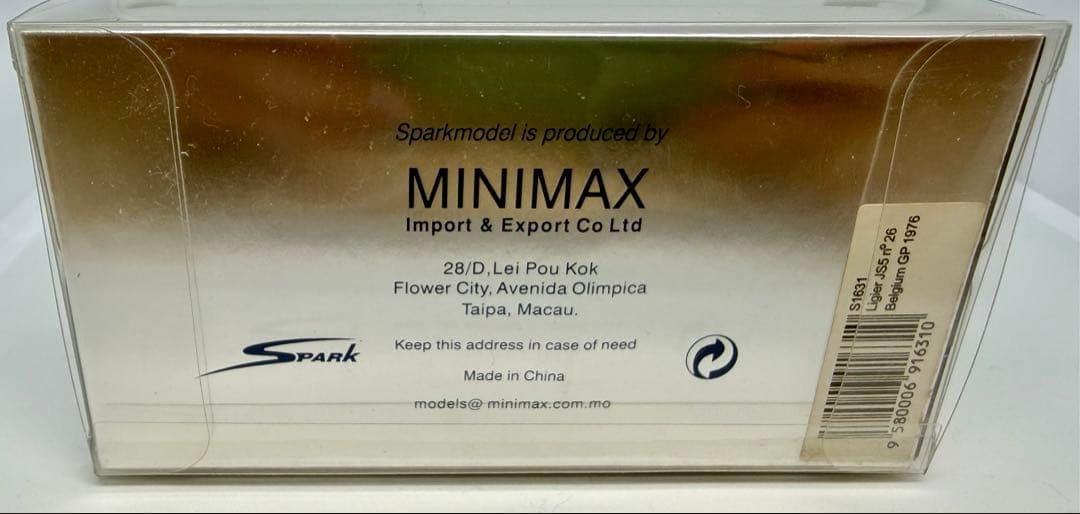 Sparkmodel is produced by
MINIMAX
Import & Export Co Ltd
28/D,Lei Pou Kok
Flower City, Avenida Olimpica
Taipa, Macau.
SPARK
Keep this address in case of need
Made in China
models@ minimax.com.mo
S1631
Ligier JS5 nº 26
Belgium GP 1976
9 580006 916310